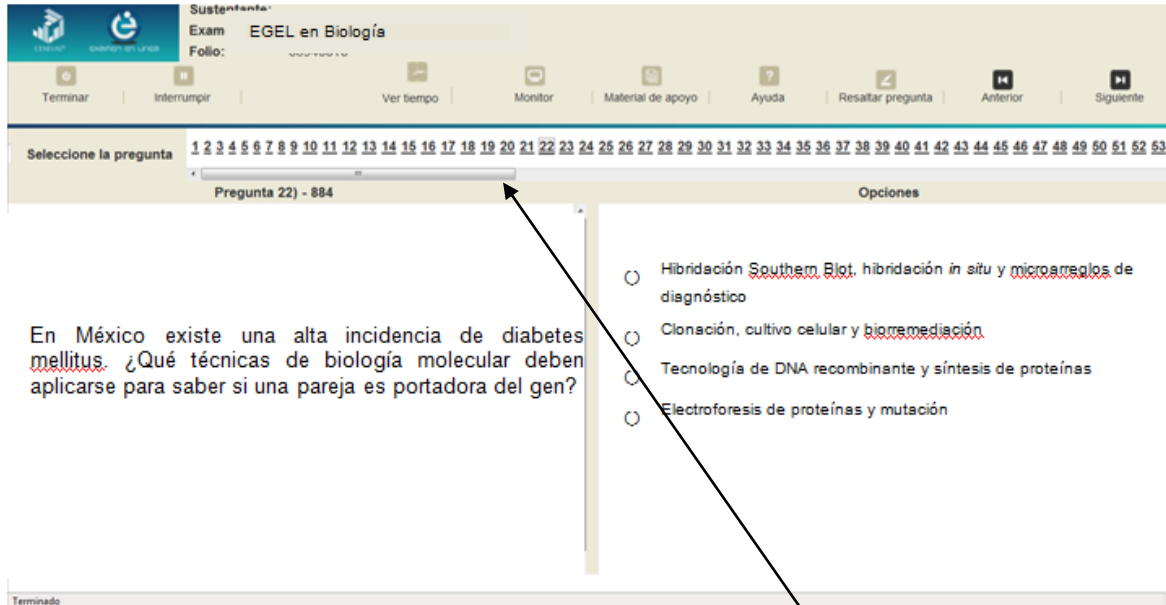 Sustentante:
Exam EGEL en Biología
Folio:
CENEVAL
examen en línea
Terminar
Interrumpir
Ver tiempo
Monitor
Material de apoyo
Ayuda
Resaltar pregunta
Anterior
Siguiente
Seleccione la pregunta
1 2 3 4 5 6 7 8 9 10 11 12 13 14 15 16 17 18 19 20 21 22 23 24 25 26 27 28 29 30 31 32 33 34 35 36 37 38 39 40 41 42 43 44 45 46 47 48 49 50 51 52 53
Pregunta 22) - 884
Opciones
En México existe una alta incidencia de diabetes
mellitus. ¿Qué técnicas de biología molecular deben
aplicarse para saber si una pareja es portadora del gen?
Hibridación Southern Blot, hibridación in situ y microarreglos de
diagnóstico
Clonación, cultivo celular y biorremediación
Tecnología de DNA recombinante y síntesis de proteínas
Electroforesis de proteínas y mutación
Terminado